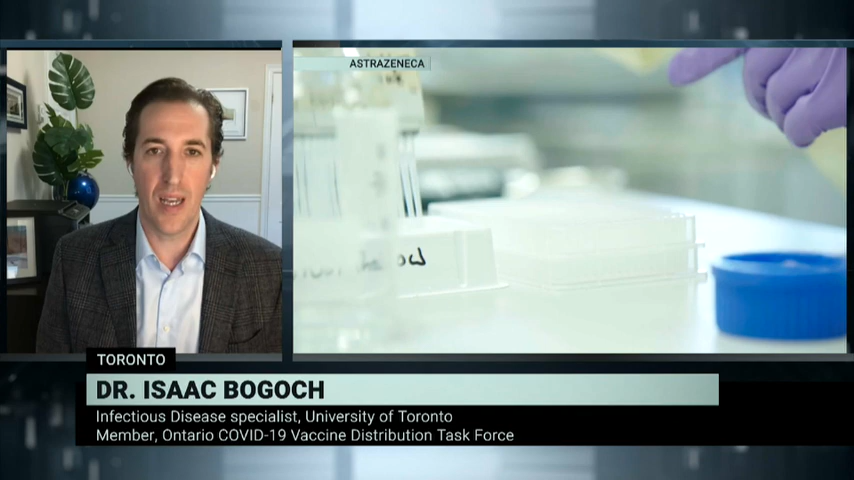 ASTRAZENECA
TORONTO
DR. ISAAC BOGOCH
Infectious Disease specialist, University of Toronto
Member, Ontario COVID-19 Vaccine Distribution Task Force